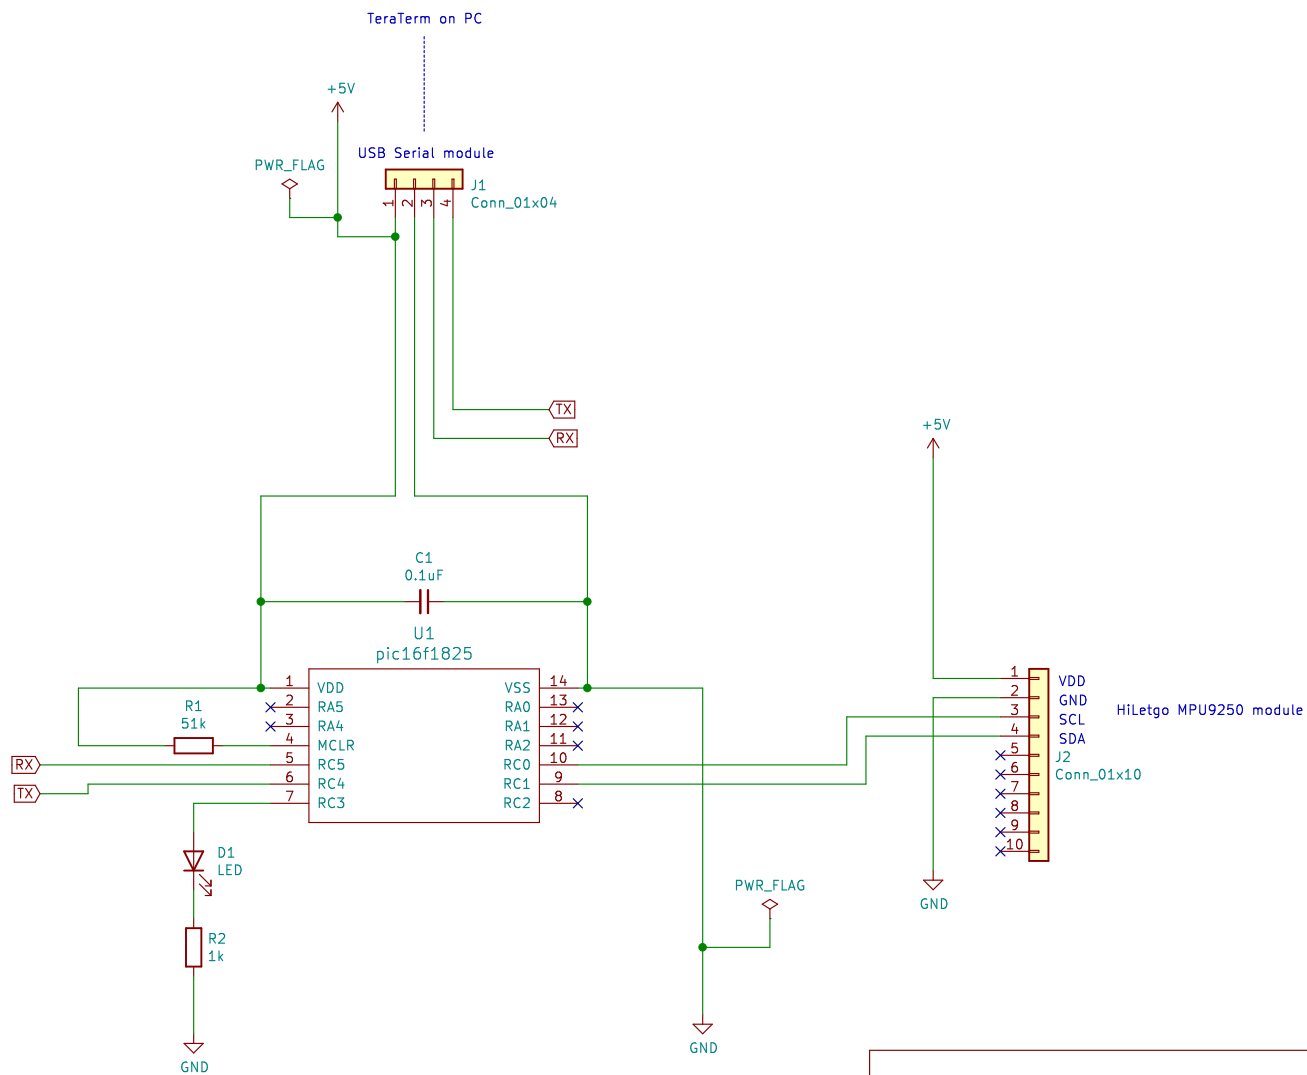 TeraTerm on PC
+5V
USB Serial module
PWR_FLAG
J1
Conn_01x04
1
2
3
4
TX
RX
+5V
C1
0.1uF
U1
pic16f1825
1 VDD VSS 14
2 RA5 RA0 13
3 RA4 RA1 12
4 MCLR RA2 11
5 RC5 RC0 10
6 RC4 RC1 9
7 RC3 RC2 8
R1
51k
RX
TX
D1
LED
R2
1k
GND
PWR_FLAG
GND
1 VDD
2 GND
3 SCL
4 SDA
HiLetgo MPU9250 module
J2
Conn_01x10
5
6
7
8
9
10
GND